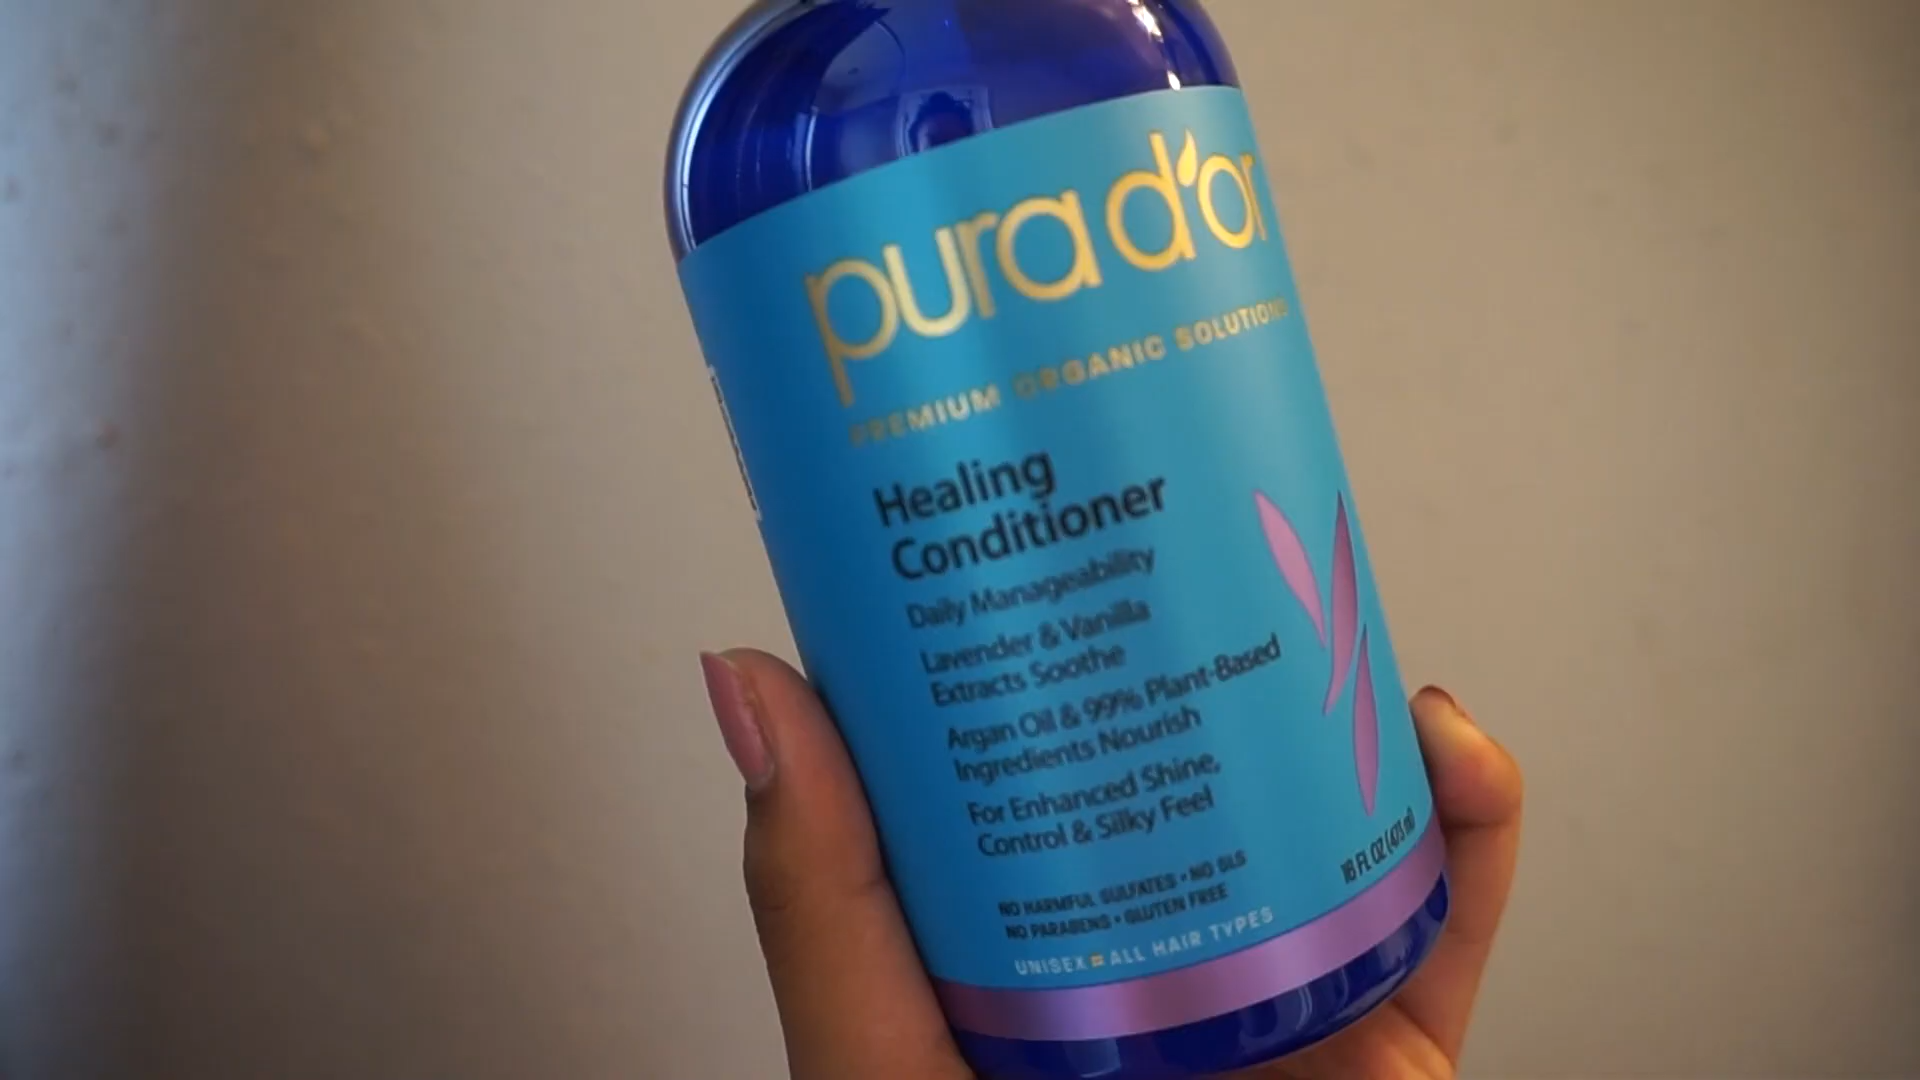 pura d'or
PREMIUM ORGANIC SOLUTIONS
Healing
Conditioner
Daily Manageability
Lavender & Vanilla
Extracts Soothe
Argan Oil & 99% Plant-Based
Ingredients Nourish
For Enhanced Shine,
Control & Silky Feel
NO HARMFUL SULFATES • NO SLS
NO PARABENS • GLUTEN FREE
UNISEX = ALL HAIR TYPES
16 FL OZ (473 ml)